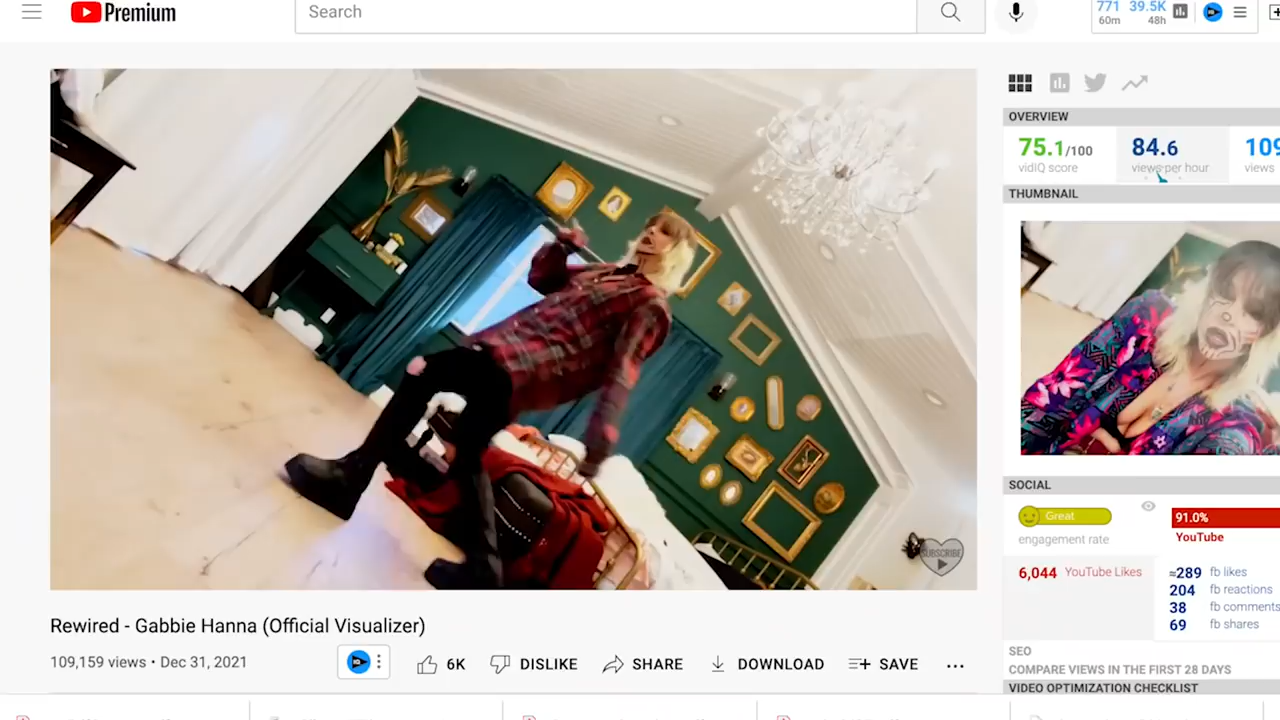 Premium
Search
771 39.5K
60m 48h
OVERVIEW
75.1/100
vidIQ score
84.6
views per hour
109
views
THUMBNAIL
SUBSCRIBE
SOCIAL
Great
engagement rate
91.0%
YouTube
6,044 YouTube Likes
≈289 fb likes
204 fb reactions
38 fb comments
69 fb shares
Rewired - Gabbie Hanna (Official Visualizer)
109,159 views • Dec 31, 2021
6K DISLIKE SHARE DOWNLOAD SAVE
SEO
COMPARE VIEWS IN THE FIRST 28 DAYS
VIDEO OPTIMIZATION CHECKLIST